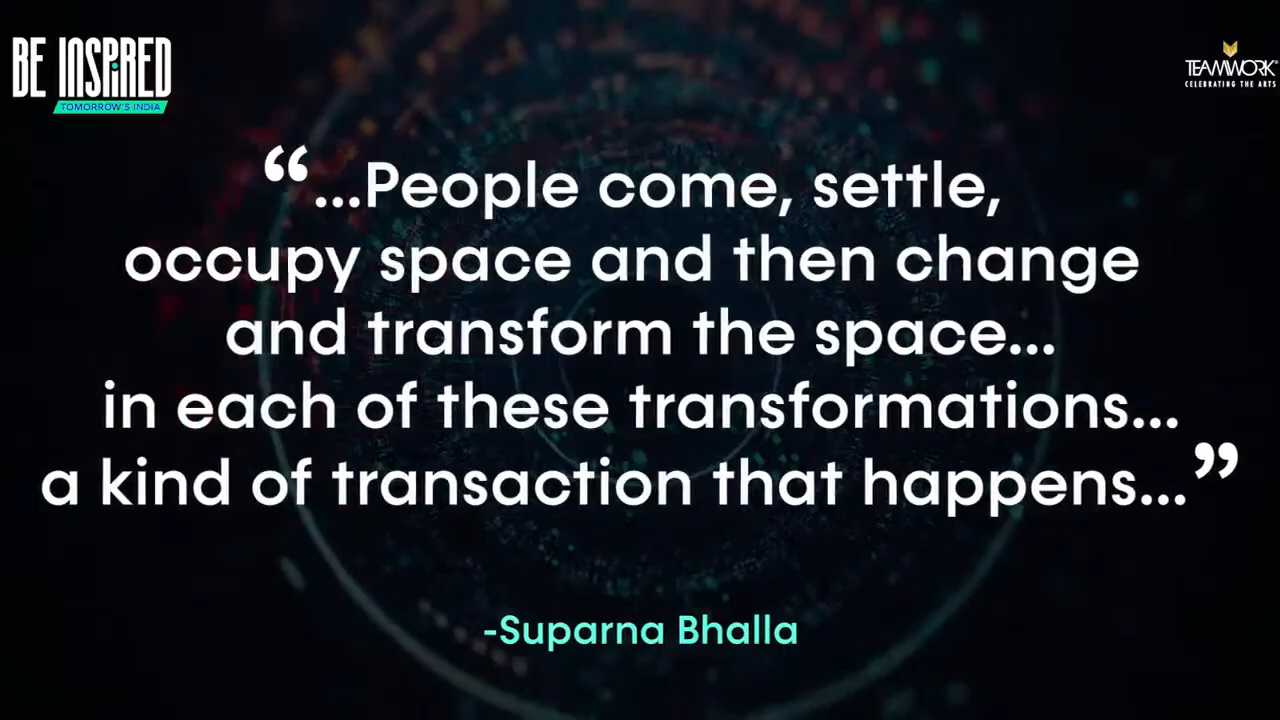 BE INSPIRED
TOMORROW'S INDIA
TEAMWORK®
CELEBRATING THE ARTS
“...People come, settle,
occupy space and then change
and transform the space...
in each of these transformations...
a kind of transaction that happens...”
-Suparna Bhalla